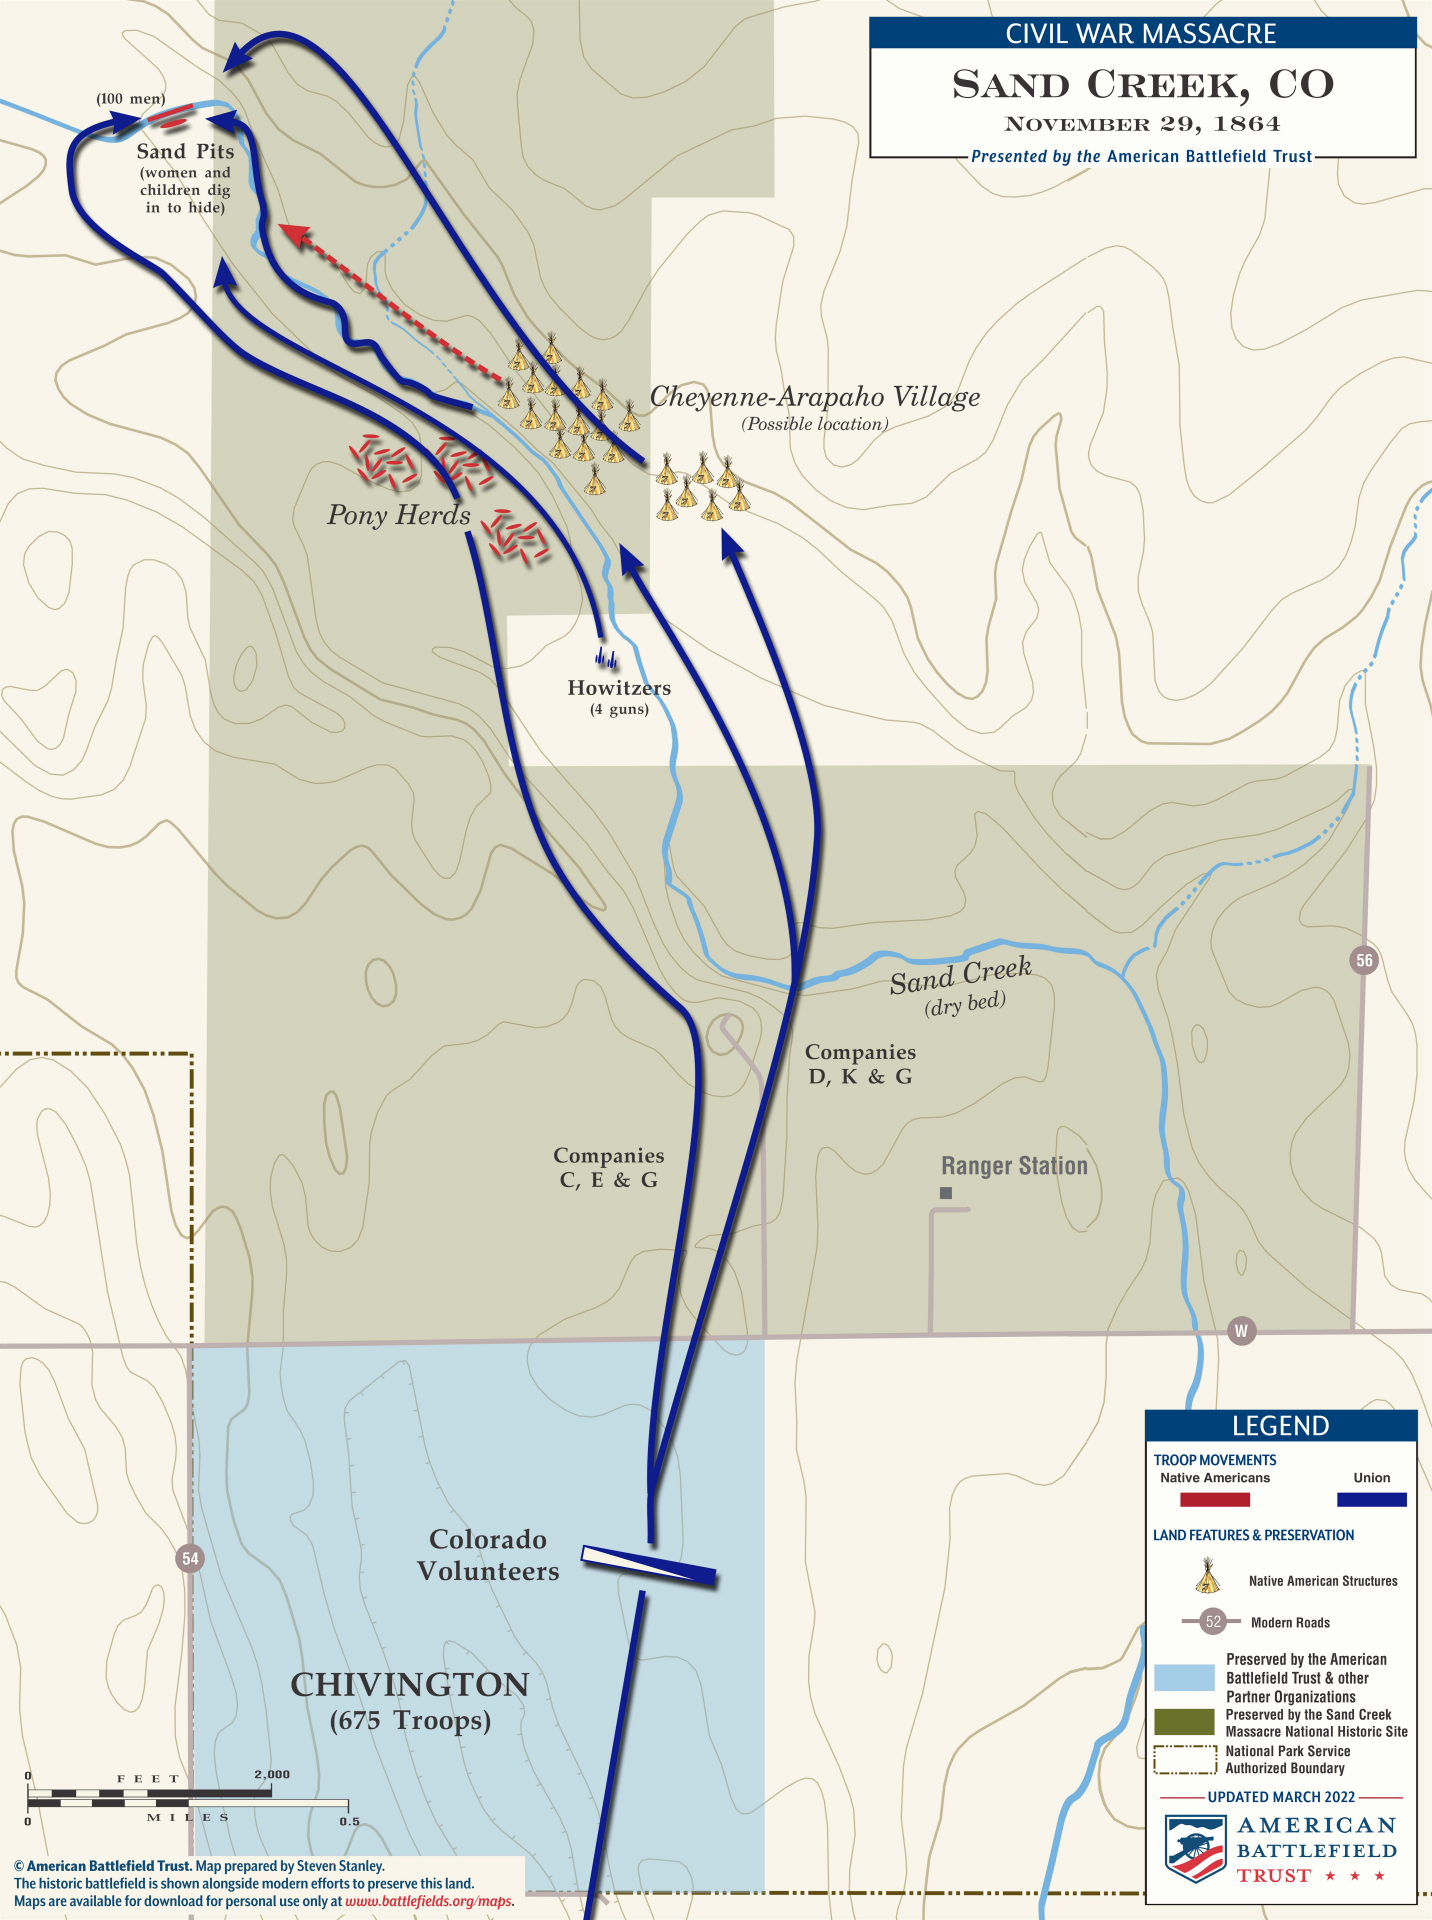 CIVIL WAR MASSACRE
SAND CREEK, CO
NOVEMBER 29, 1864
Presented by the American Battlefield Trust
(100 men)
Sand Pits
(women and
children dig
in to hide)
Cheyenne-Arapaho Village
(Possible location)
Pony Herds
Howitzers
(4 guns)
Sand Creek
(dry bed)
56
Companies
D, K & G
Companies
C, E & G
Ranger Station
W
LEGEND
TROOP MOVEMENTS
Native Americans
Union
LAND FEATURES & PRESERVATION
Native American Structures
52
Modern Roads
Preserved by the American
Battlefield Trust & other
Partner Organizations
Preserved by the Sand Creek
Massacre National Historic Site
National Park Service
Authorized Boundary
UPDATED MARCH 2022
AMERICAN
BATTLEFIELD
TRUST
Colorado
Volunteers
54
CHIVINGTON
(675 Troops)
0 FEET 2,000
0 MILES 0.5
© American Battlefield Trust. Map prepared by Steven Stanley.
The historic battlefield is shown alongside modern efforts to preserve this land.
Maps are available for download for personal use only at www.battlefields.org/maps.